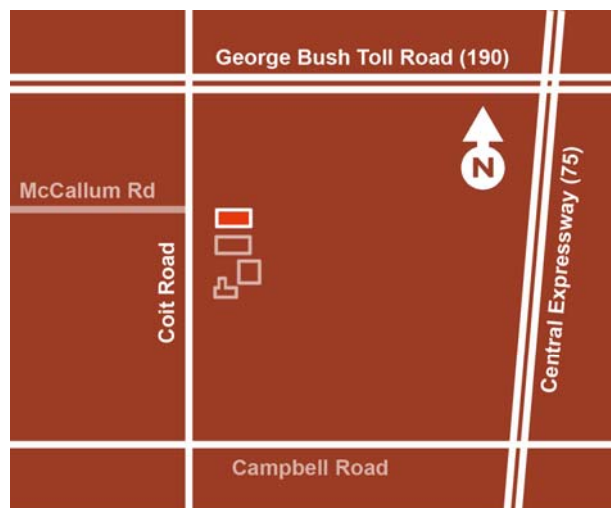 George Bush Toll Road (190)
McCallum Rd
N
Coit Road
Central Expressway (75)
Campbell Road